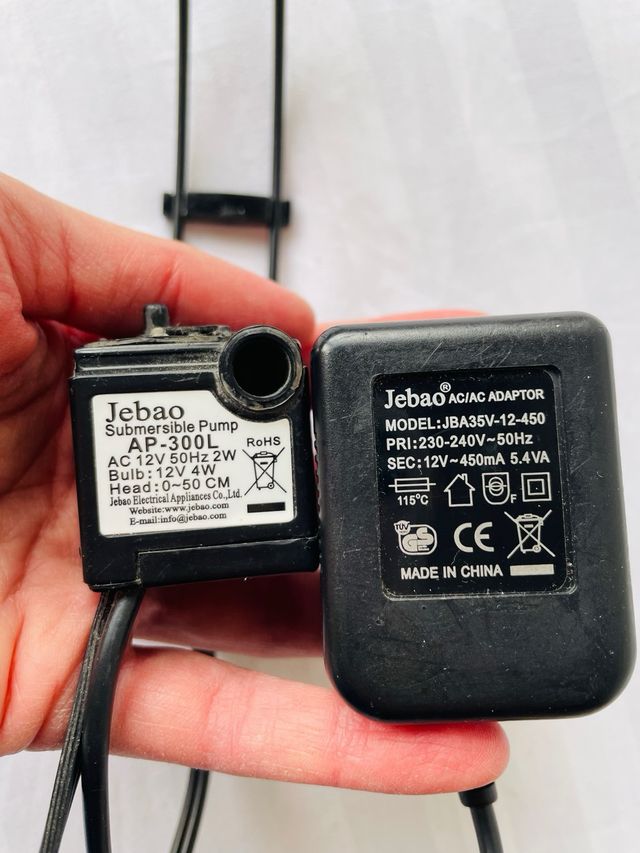 Jebao
Submersible Pump
AP-300L
AC 12V 50Hz 2W
Bulb: 12V 4W
Head: 0~50 CM
RoHS
Jebao Electrical Appliances Co.,Ltd.
Website:www.jebao.com
E-mail:info@jebao.com
Jebao® AC/AC ADAPTOR
MODEL:JBA35V-12-450
PRI:230-240V~50Hz
SEC:12V~450mA 5.4VA
115°C
F
TÜV
GS
CE
MADE IN CHINA